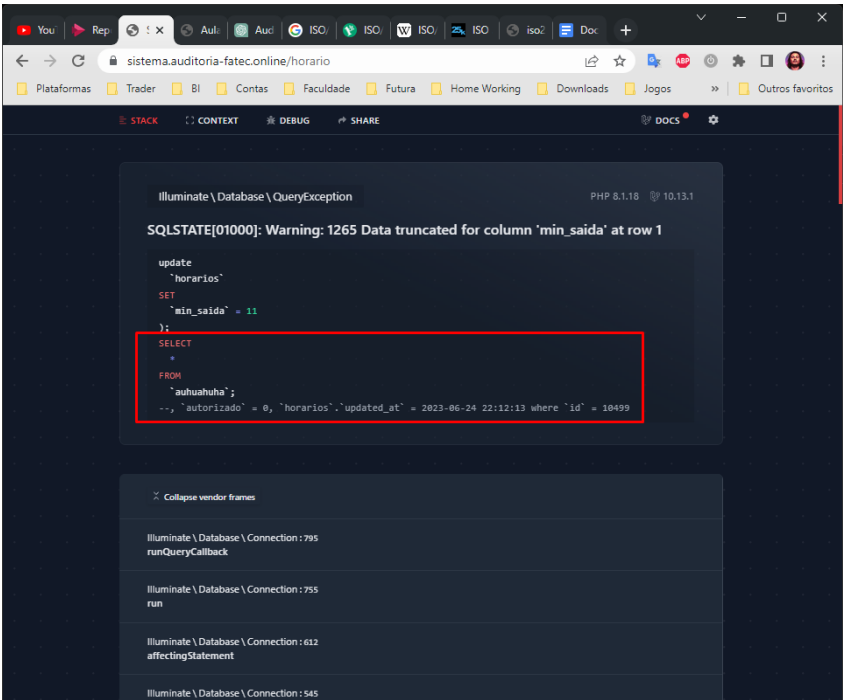 You
Rep
Aula
Aud
ISO/
ISO/
ISO/
ISO
iso2
Doc
sistema.auditoria-fatec.online/horario
ABP
Plataformas Trader BI Contas Faculdade Futura Home Working Downloads Jogos » Outros favoritos
STACK CONTEXT DEBUG SHARE DOCS
Illuminate \ Database \ QueryException PHP 8.1.18 10.13.1
SQLSTATE[01000]: Warning: 1265 Data truncated for column 'min_saida' at row 1
update
`horarios`
SET
`min_saida` = 11
);
SELECT
*
FROM
`auhuahuha`;
--, `autorizado` = 0, `horarios`.`updated_at` = 2023-06-24 22:12:13 where `id` = 10499
Collapse vendor frames
Illuminate \ Database \ Connection : 795
runQueryCallback
Illuminate \ Database \ Connection : 755
run
Illuminate \ Database \ Connection : 612
affectingStatement
Illuminate \ Database \ Connection : 545